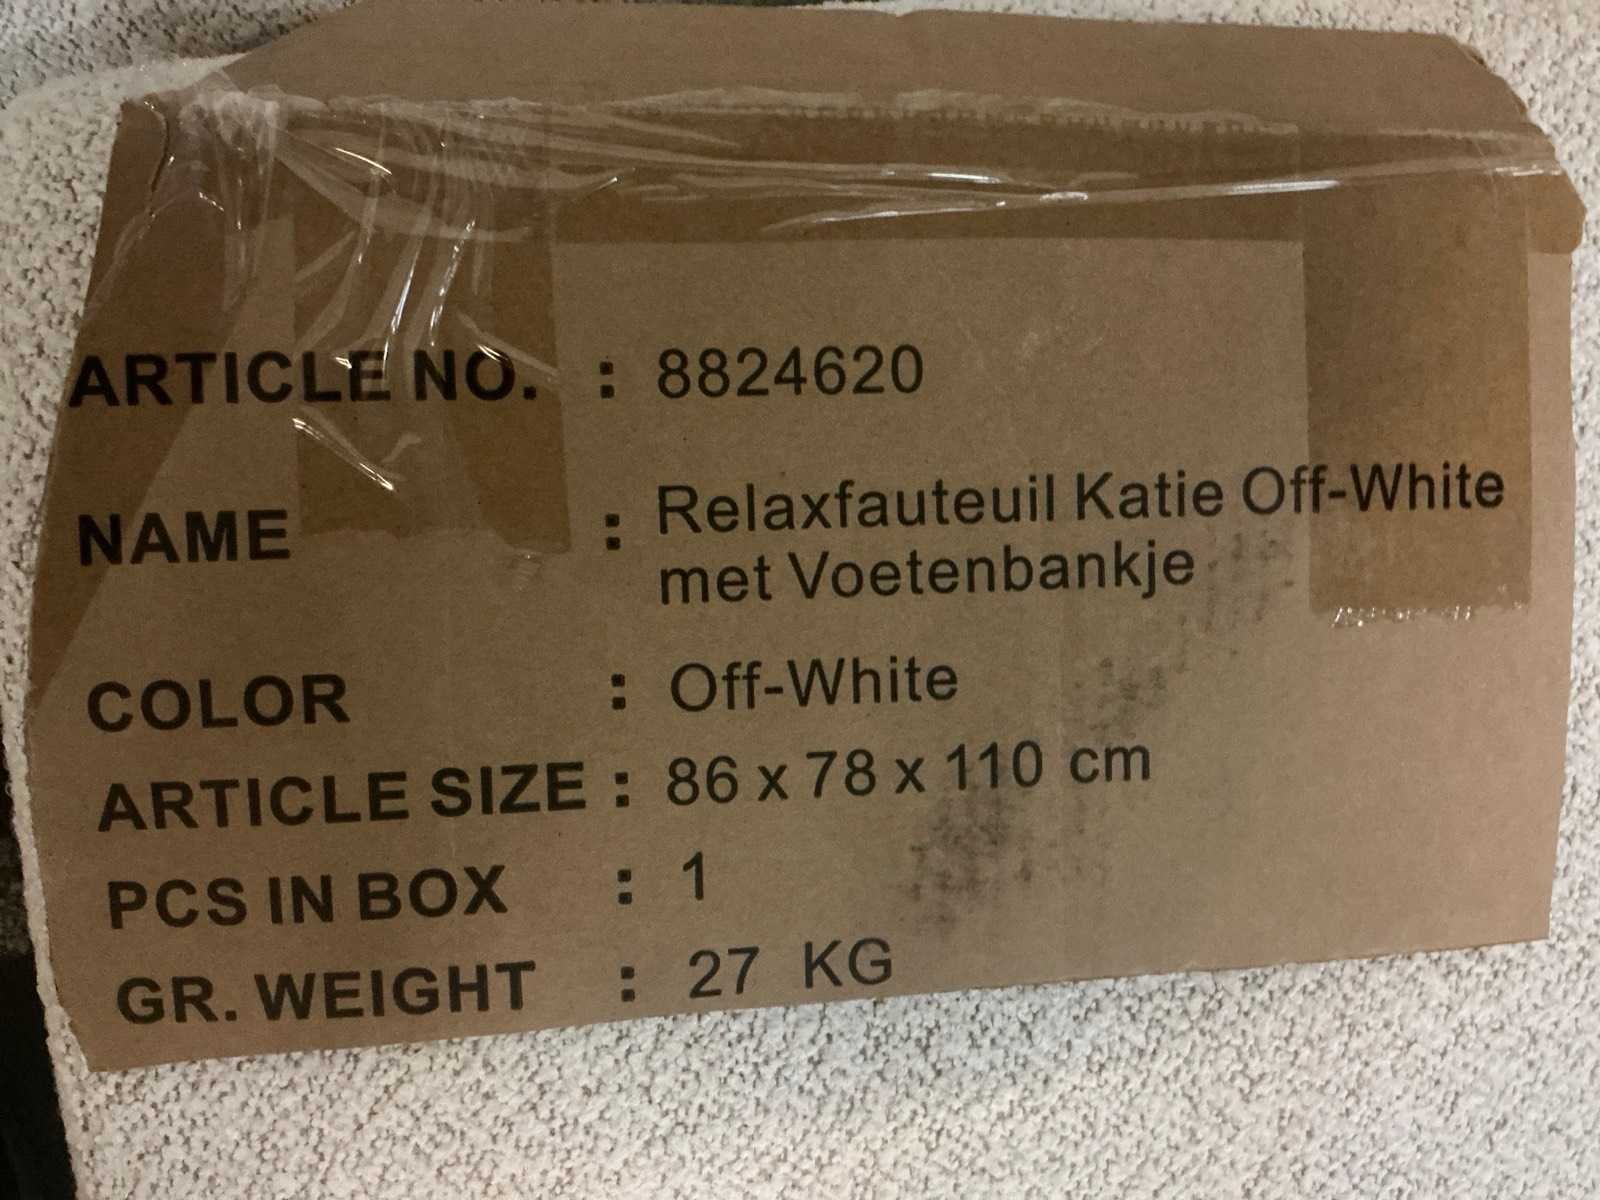 ARTICLE NO. : 8824620
NAME : Relaxfauteuil Katie Off-White
met Voetenbankje
COLOR : Off-White
ARTICLE SIZE : 86 x 78 x 110 cm
PCS IN BOX : 1
GR. WEIGHT : 27 KG